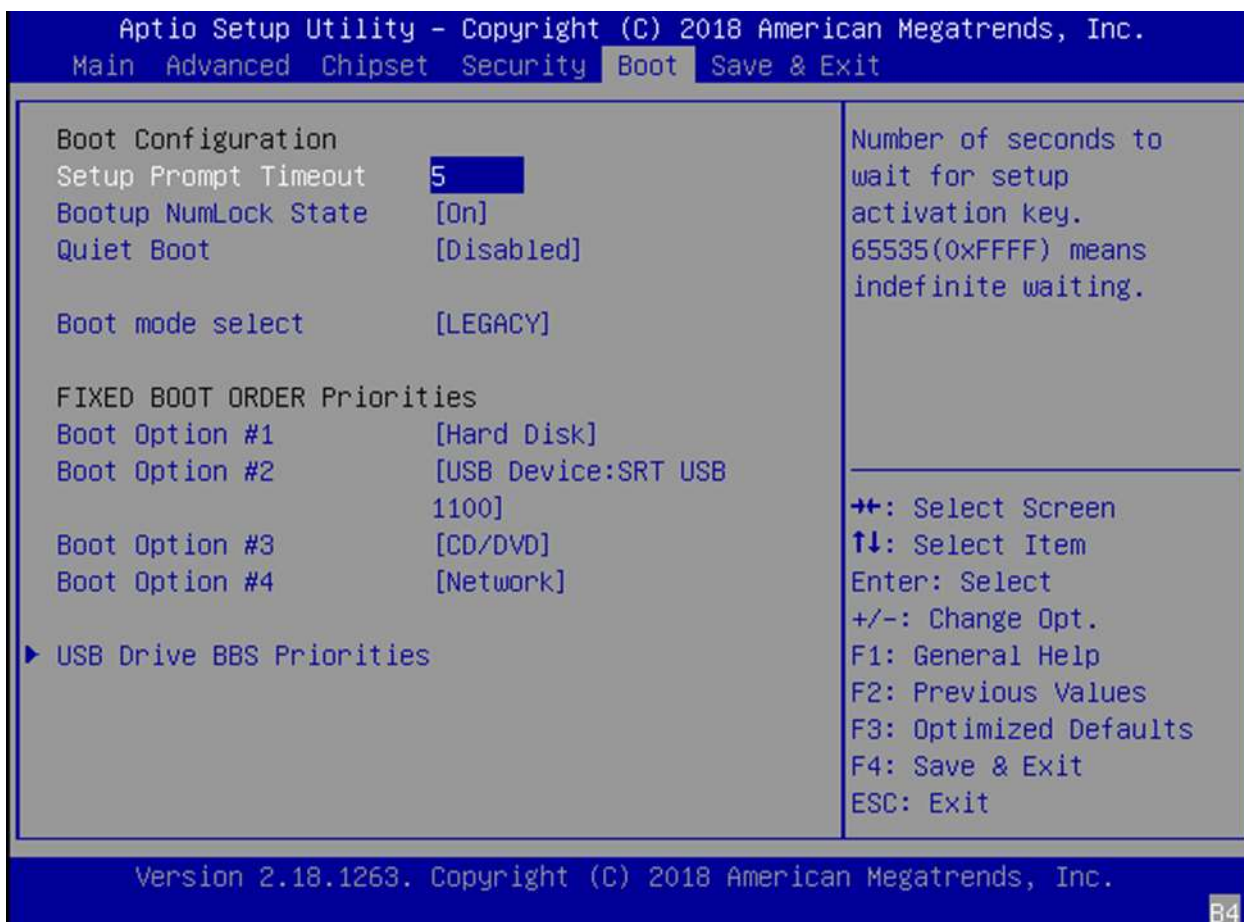 Aptio Setup Utility – Copyright (C) 2018 American Megatrends, Inc.
Main Advanced Chipset Security Boot Save & Exit
Boot Configuration
Setup Prompt Timeout 5
Bootup NumLock State [On]
Quiet Boot [Disabled]
Boot mode select [LEGACY]
FIXED BOOT ORDER Priorities
Boot Option #1 [Hard Disk]
Boot Option #2 [USB Device:SRT USB
1100]
Boot Option #3 [CD/DVD]
Boot Option #4 [Network]
USB Drive BBS Priorities
Number of seconds to
wait for setup
activation key.
65535(0xFFFF) means
indefinite waiting.
→←: Select Screen
↑↓: Select Item
Enter: Select
+/-: Change Opt.
F1: General Help
F2: Previous Values
F3: Optimized Defaults
F4: Save & Exit
ESC: Exit
Version 2.18.1263. Copyright (C) 2018 American Megatrends, Inc.
B4